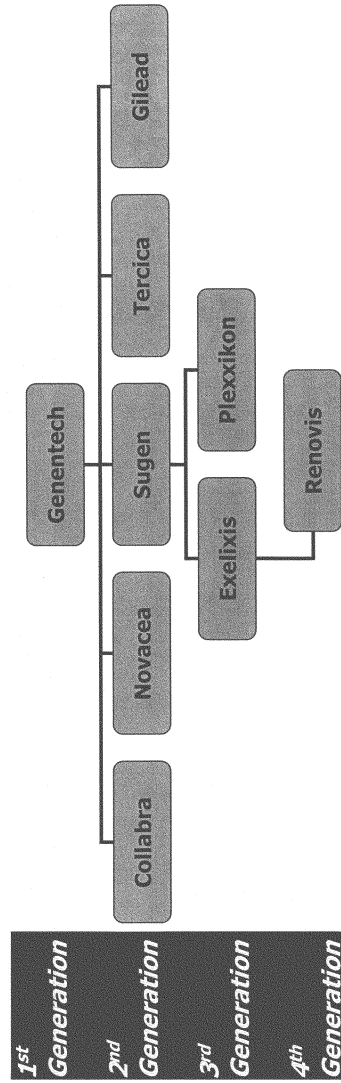 1st
Generation
Genentech
2nd
Generation
Collabra
Novacea
Sugen
Tercica
Gilead
3rd
Generation
Exelixis
Plexxikon
4th
Generation
Renovis